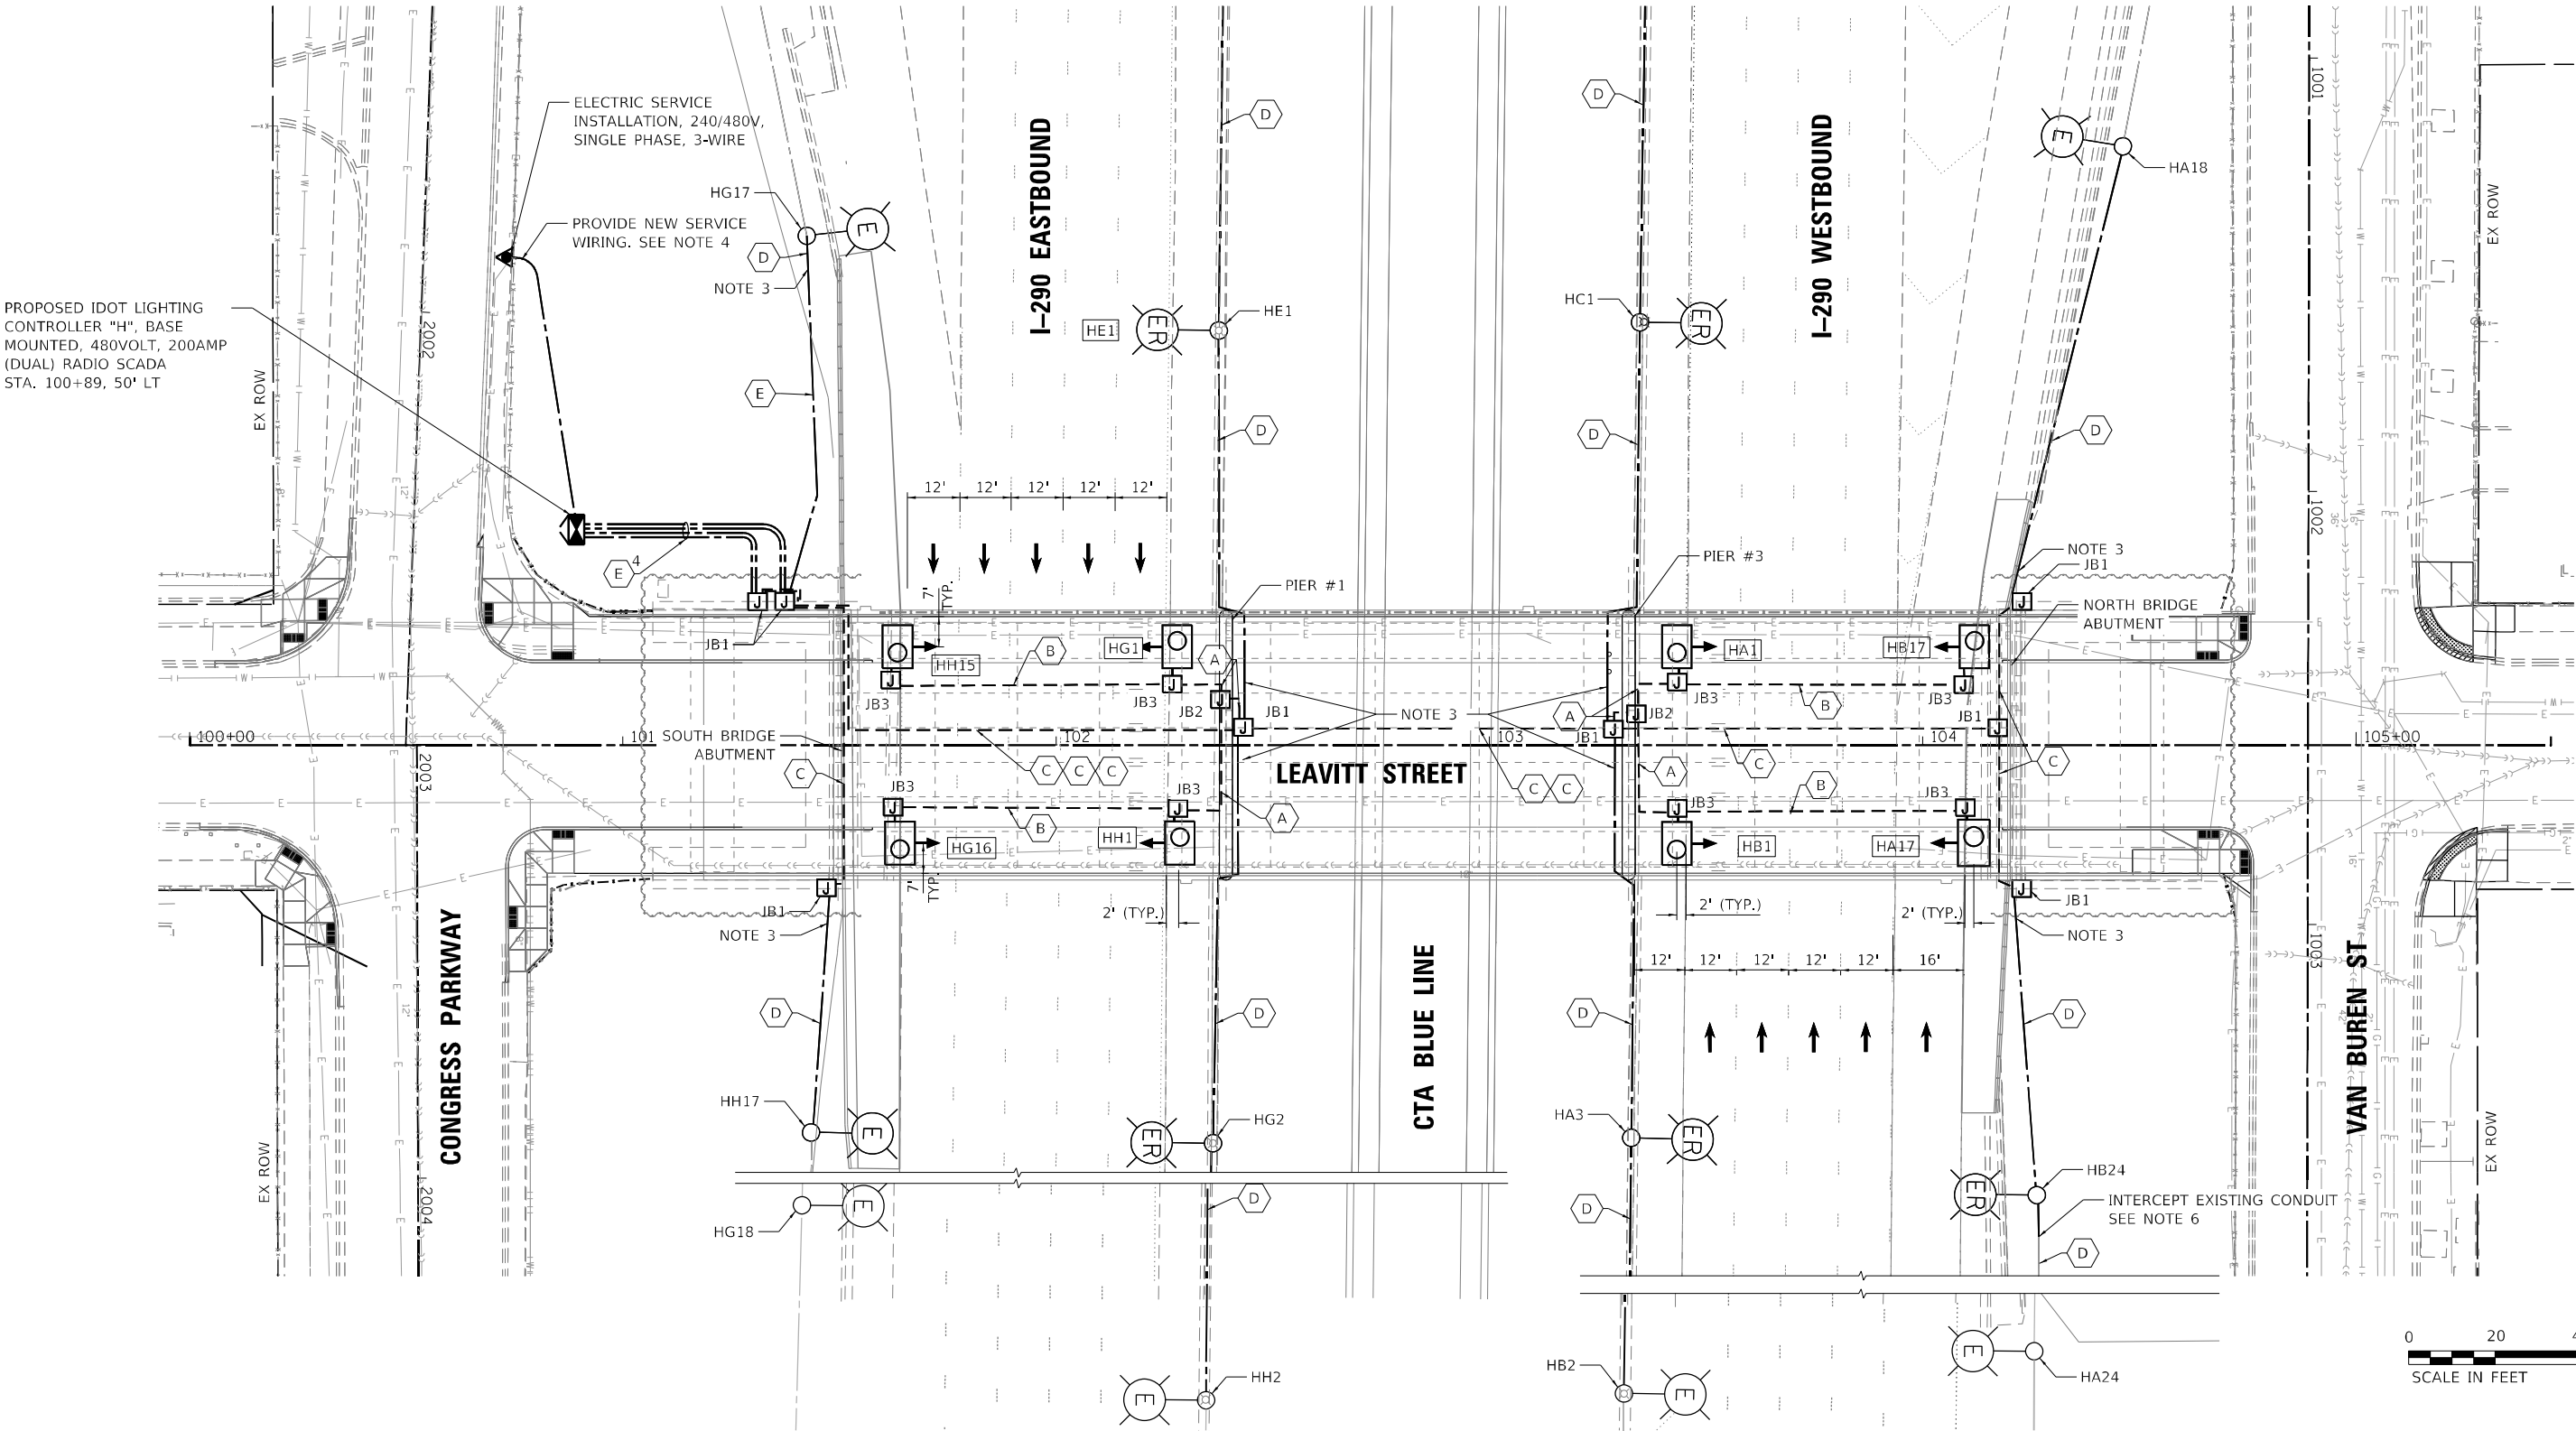 ELECTRIC SERVICE
INSTALLATION, 240/480V,
SINGLE PHASE, 3-WIRE
HG17
PROVIDE NEW SERVICE
WIRING. SEE NOTE 4
D
NOTE 3
E
PROPOSED IDOT LIGHTING
CONTROLLER "H", BASE
MOUNTED, 480VOLT, 200AMP
(DUAL) RADIO SCADA
STA. 100+89, 50' LT
EX ROW
2002
E
E
4
I-290 EASTBOUND
D
HE1
ER
HE1
D
12'
12'
12'
12'
12'
7'
TYP.
PIER #1
D
HC1
ER
D
I-290 WESTBOUND
E
HA18
D
1001
EX ROW
1002
PIER #3
NOTE 3
JB1
NORTH BRIDGE
ABUTMENT
J
J
JB1
HH15
J
JB3
B
HG1
J
JB3
A
J
JB2
J
JB1
NOTE 3
A
J
JB2
J
JB1
HA1
J
JB3
B
HB17
J
JB3
J
JB1
J
C
100+00
101
SOUTH BRIDGE
ABUTMENT
102
103
104
105+00
2003
C
C
C
C
LEAVITT STREET
C
C
C
A
JB3
J
HG16
B
JB3
J
HH1
A
JB3
J
HB1
B
JB3
J
HA17
7'
TYP.
J
JB1
NOTE 3
2' (TYP.)
2' (TYP.)
2' (TYP.)
J
JB1
NOTE 3
12'
12'
12'
12'
12'
16'
CONGRESS PARKWAY
CTA BLUE LINE
VAN BUREN ST
1003
D
D
D
D
HH17
E
ER
HG2
HA3
ER
EX ROW
2004
HG18
E
D
D
ER
HB24
INTERCEPT EXISTING CONDUIT
SEE NOTE 6
D
EX ROW
E
HH2
HB2
E
E
HA24
0
20
SCALE IN FEET